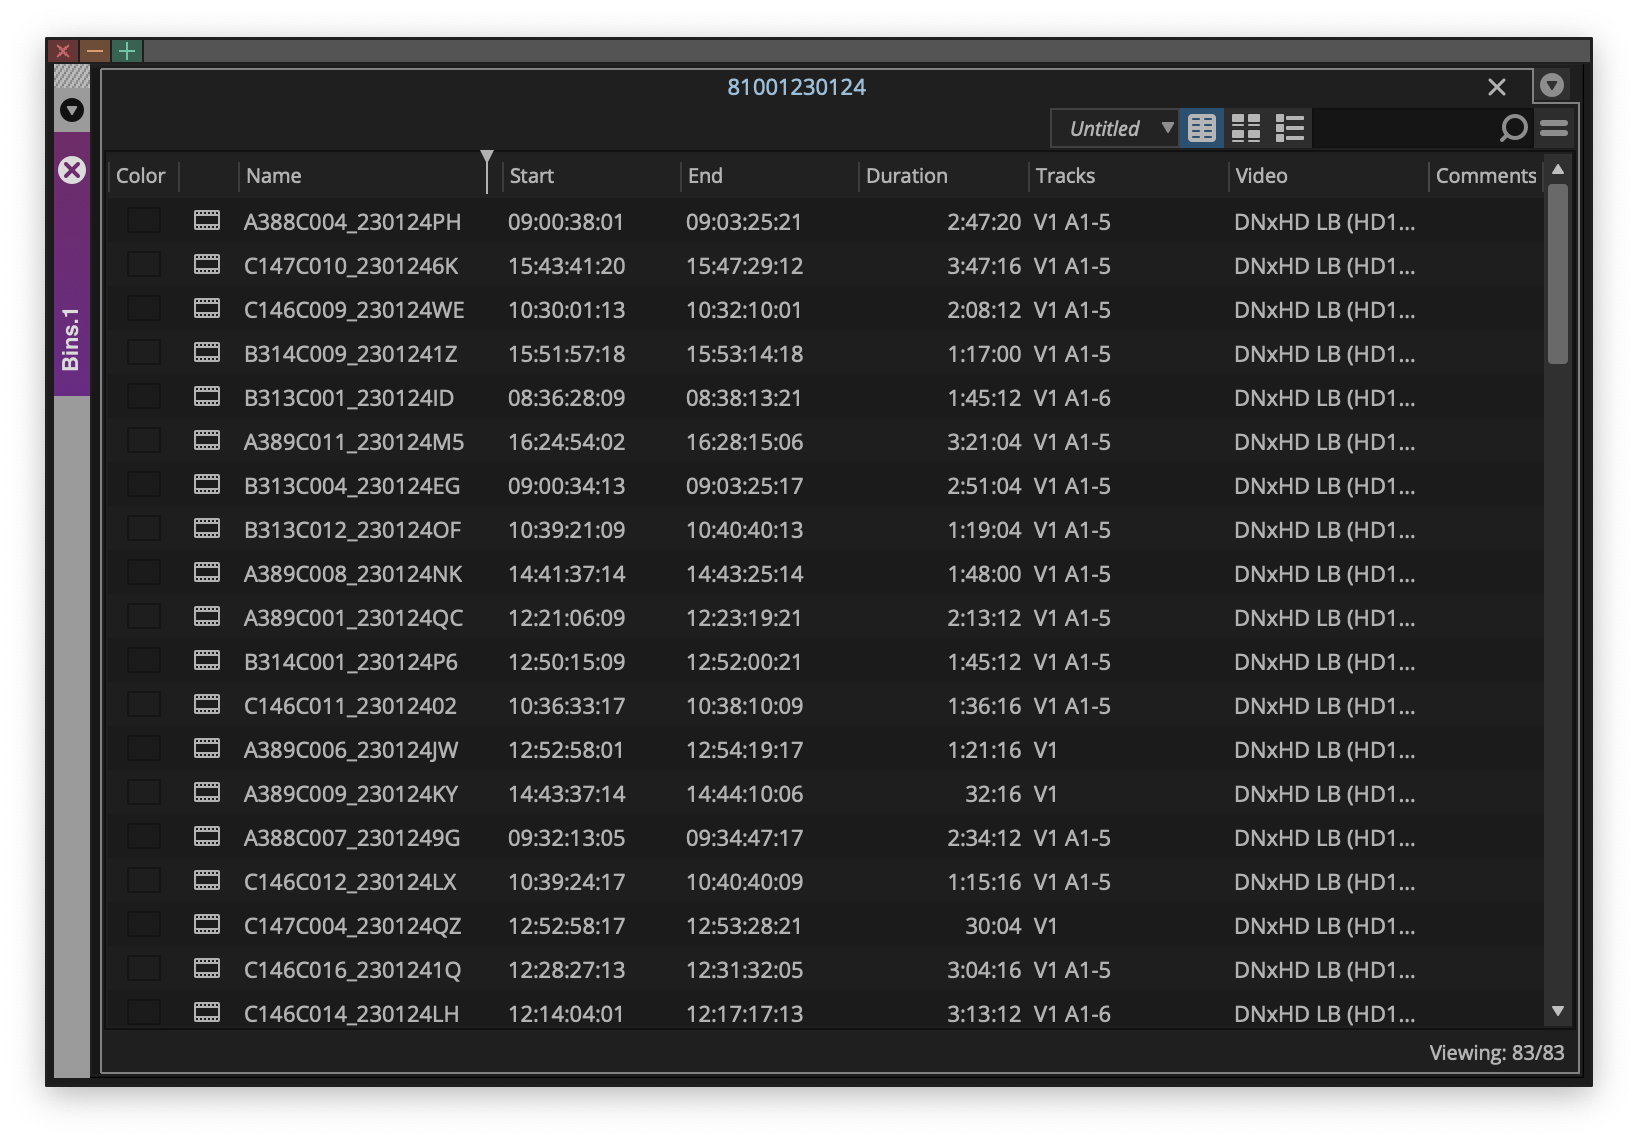 81001230124
Untitled
Bins.1
Color Name Start End Duration Tracks Video Comments
A388C004_230124PH 09:00:38:01 09:03:25:21 2:47:20 V1 A1-5 DNxHD LB (HD1...
C147C010_2301246K 15:43:41:20 15:47:29:12 3:47:16 V1 A1-5 DNxHD LB (HD1...
C146C009_230124WE 10:30:01:13 10:32:10:01 2:08:12 V1 A1-5 DNxHD LB (HD1...
B314C009_2301241Z 15:51:57:18 15:53:14:18 1:17:00 V1 A1-5 DNxHD LB (HD1...
B313C001_230124ID 08:36:28:09 08:38:13:21 1:45:12 V1 A1-6 DNxHD LB (HD1...
A389C011_230124M5 16:24:54:02 16:28:15:06 3:21:04 V1 A1-5 DNxHD LB (HD1...
B313C004_230124EG 09:00:34:13 09:03:25:17 2:51:04 V1 A1-5 DNxHD LB (HD1...
B313C012_230124OF 10:39:21:09 10:40:40:13 1:19:04 V1 A1-5 DNxHD LB (HD1...
A389C008_230124NK 14:41:37:14 14:43:25:14 1:48:00 V1 A1-5 DNxHD LB (HD1...
A389C001_230124QC 12:21:06:09 12:23:19:21 2:13:12 V1 A1-5 DNxHD LB (HD1...
B314C001_230124P6 12:50:15:09 12:52:00:21 1:45:12 V1 A1-5 DNxHD LB (HD1...
C146C011_23012402 10:36:33:17 10:38:10:09 1:36:16 V1 A1-5 DNxHD LB (HD1...
A389C006_230124JW 12:52:58:01 12:54:19:17 1:21:16 V1 DNxHD LB (HD1...
A389C009_230124KY 14:43:37:14 14:44:10:06 32:16 V1 DNxHD LB (HD1...
A388C007_2301249G 09:32:13:05 09:34:47:17 2:34:12 V1 A1-5 DNxHD LB (HD1...
C146C012_230124LX 10:39:24:17 10:40:40:09 1:15:16 V1 A1-5 DNxHD LB (HD1...
C147C004_230124QZ 12:52:58:17 12:53:28:21 30:04 V1 DNxHD LB (HD1...
C146C016_2301241Q 12:28:27:13 12:31:32:05 3:04:16 V1 A1-5 DNxHD LB (HD1...
C146C014_230124LH 12:14:04:01 12:17:17:13 3:13:12 V1 A1-6 DNxHD LB (HD1...
Viewing: 83/83